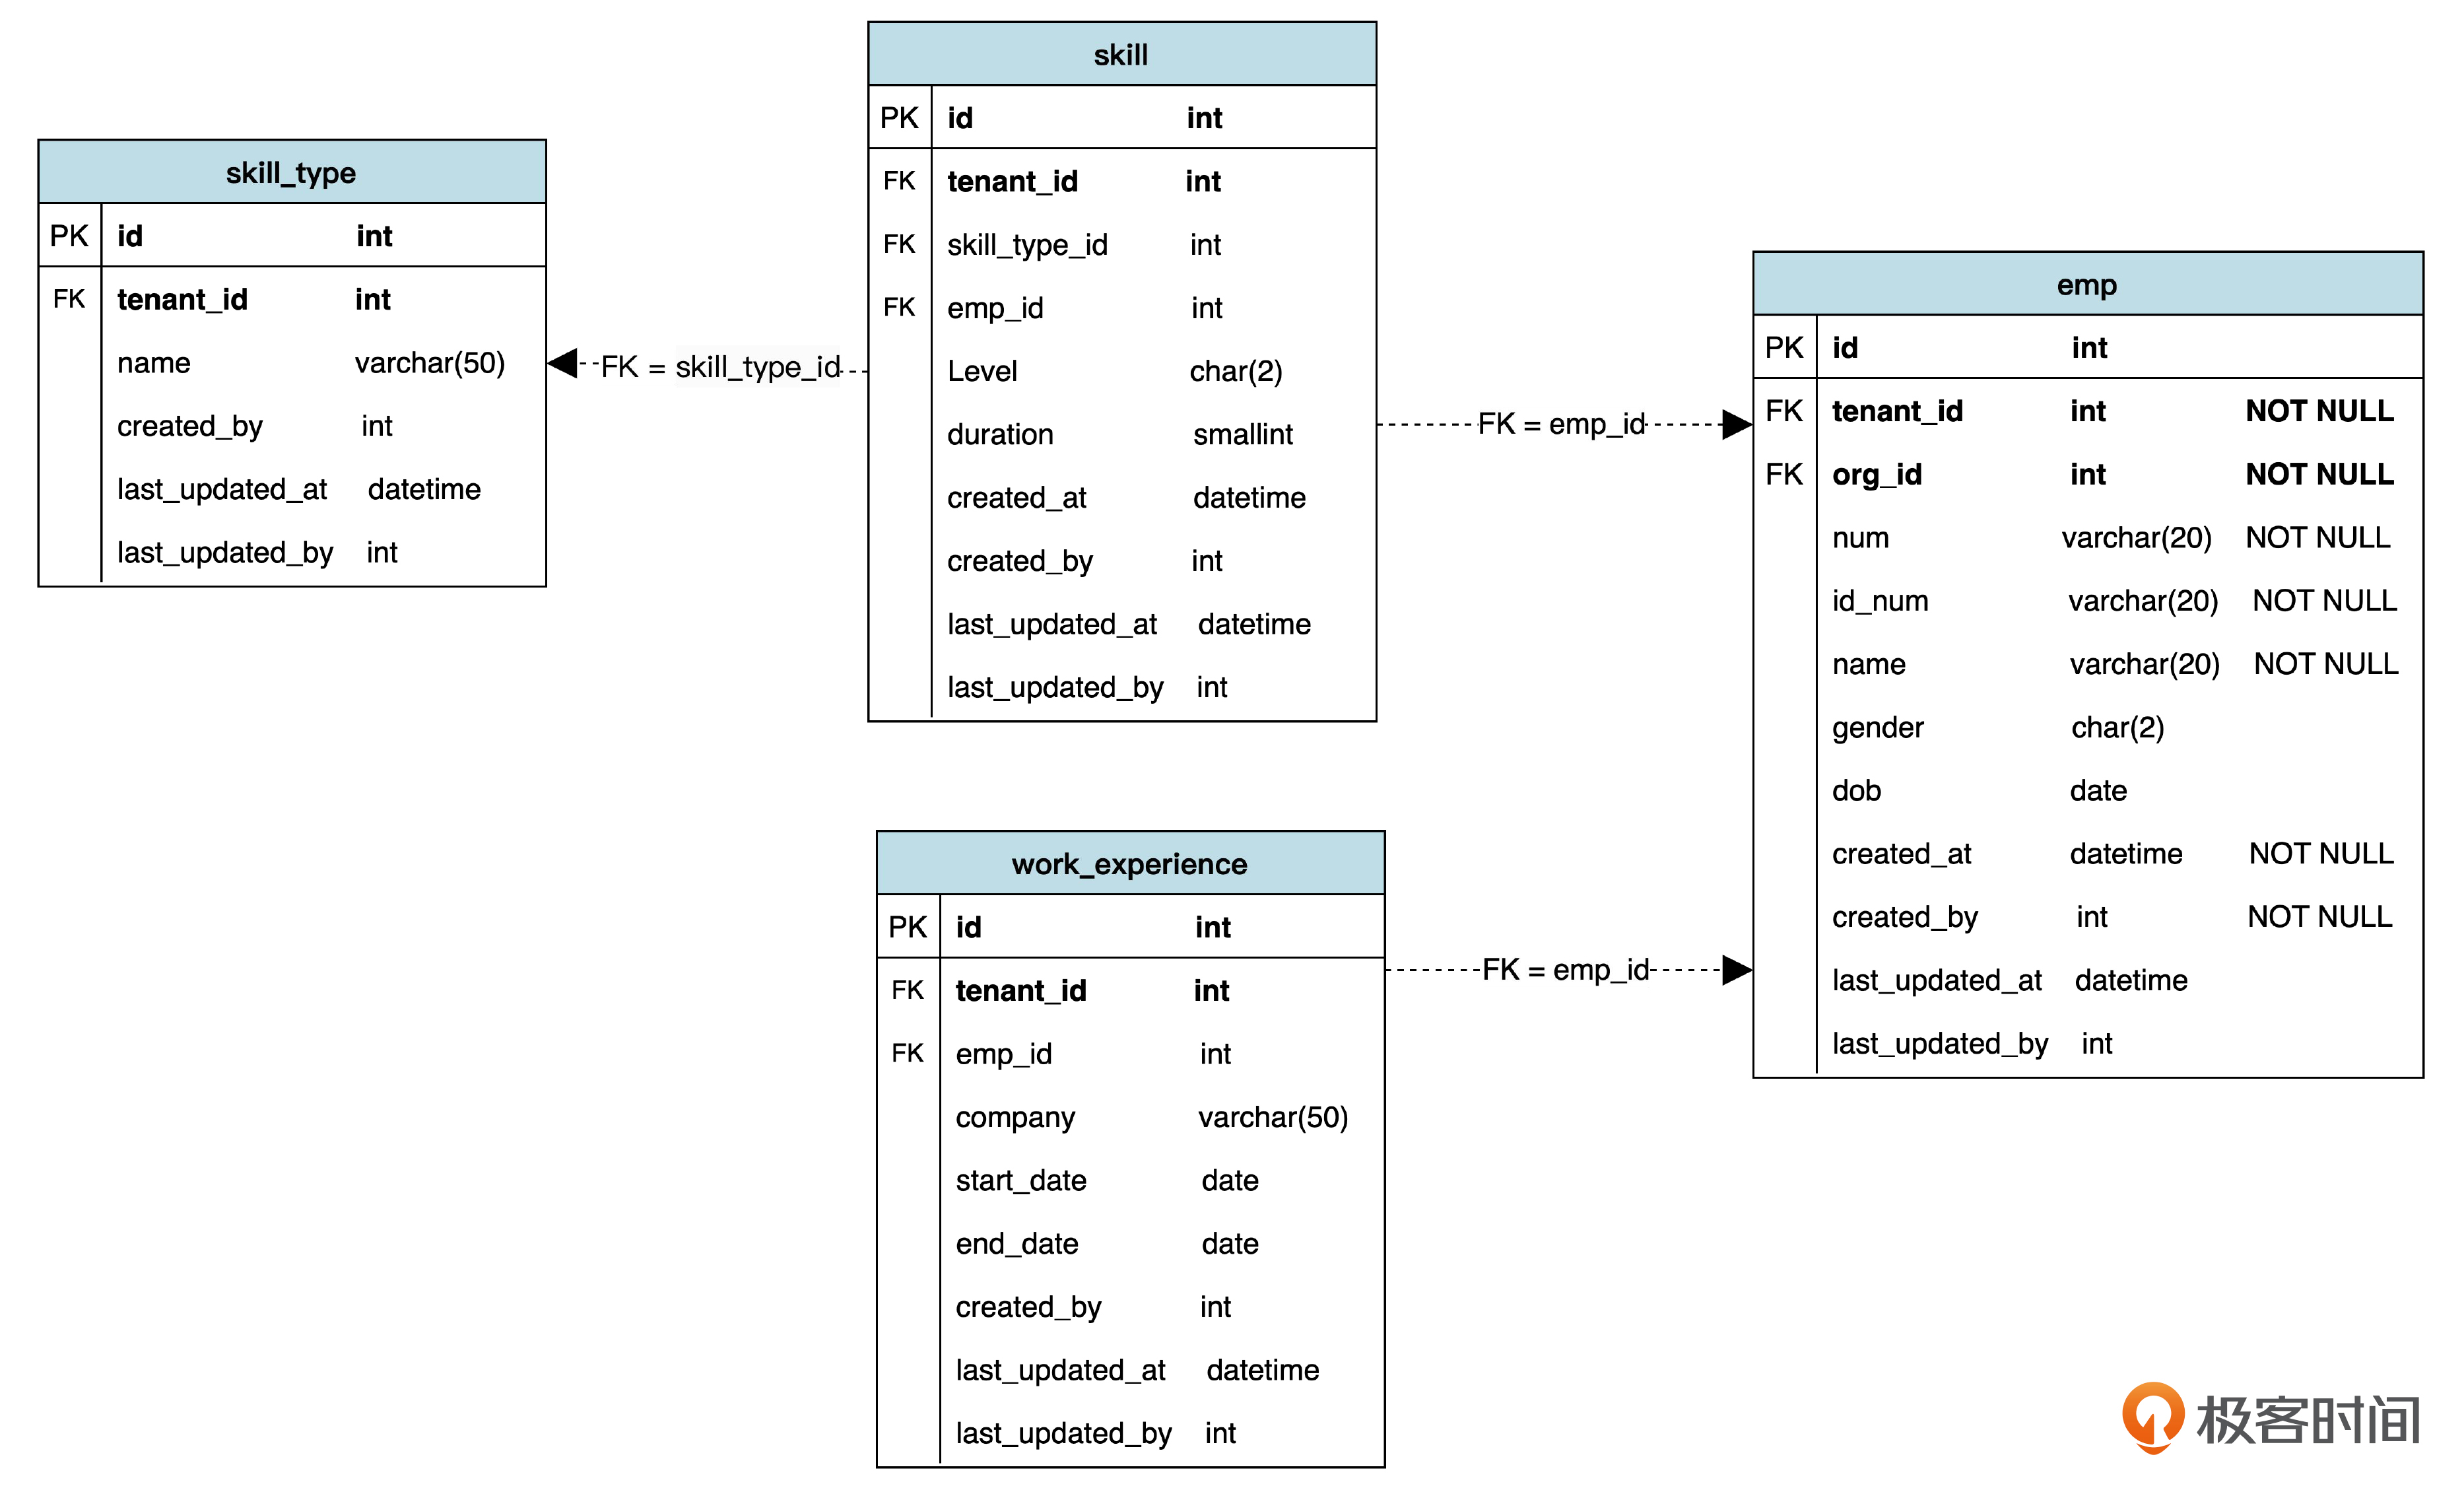 skill_type
PK id int
FK tenant_id int
name varchar(50)
created_by int
last_updated_at datetime
last_updated_by int
FK = skill_type_id
skill
PK id int
FK tenant_id int
FK skill_type_id int
FK emp_id int
Level char(2)
duration smallint
created_at datetime
created_by int
last_updated_at datetime
last_updated_by int
FK = emp_id
emp
PK id int
FK tenant_id int NOT NULL
FK org_id int NOT NULL
num varchar(20) NOT NULL
id_num varchar(20) NOT NULL
name varchar(20) NOT NULL
gender char(2)
dob date
created_at datetime NOT NULL
created_by int NOT NULL
last_updated_at datetime
last_updated_by int
work_experience
PK id int
FK tenant_id int
FK emp_id int
company varchar(50)
start_date date
end_date date
created_by int
last_updated_at datetime
last_updated_by int
FK = emp_id
极客时间